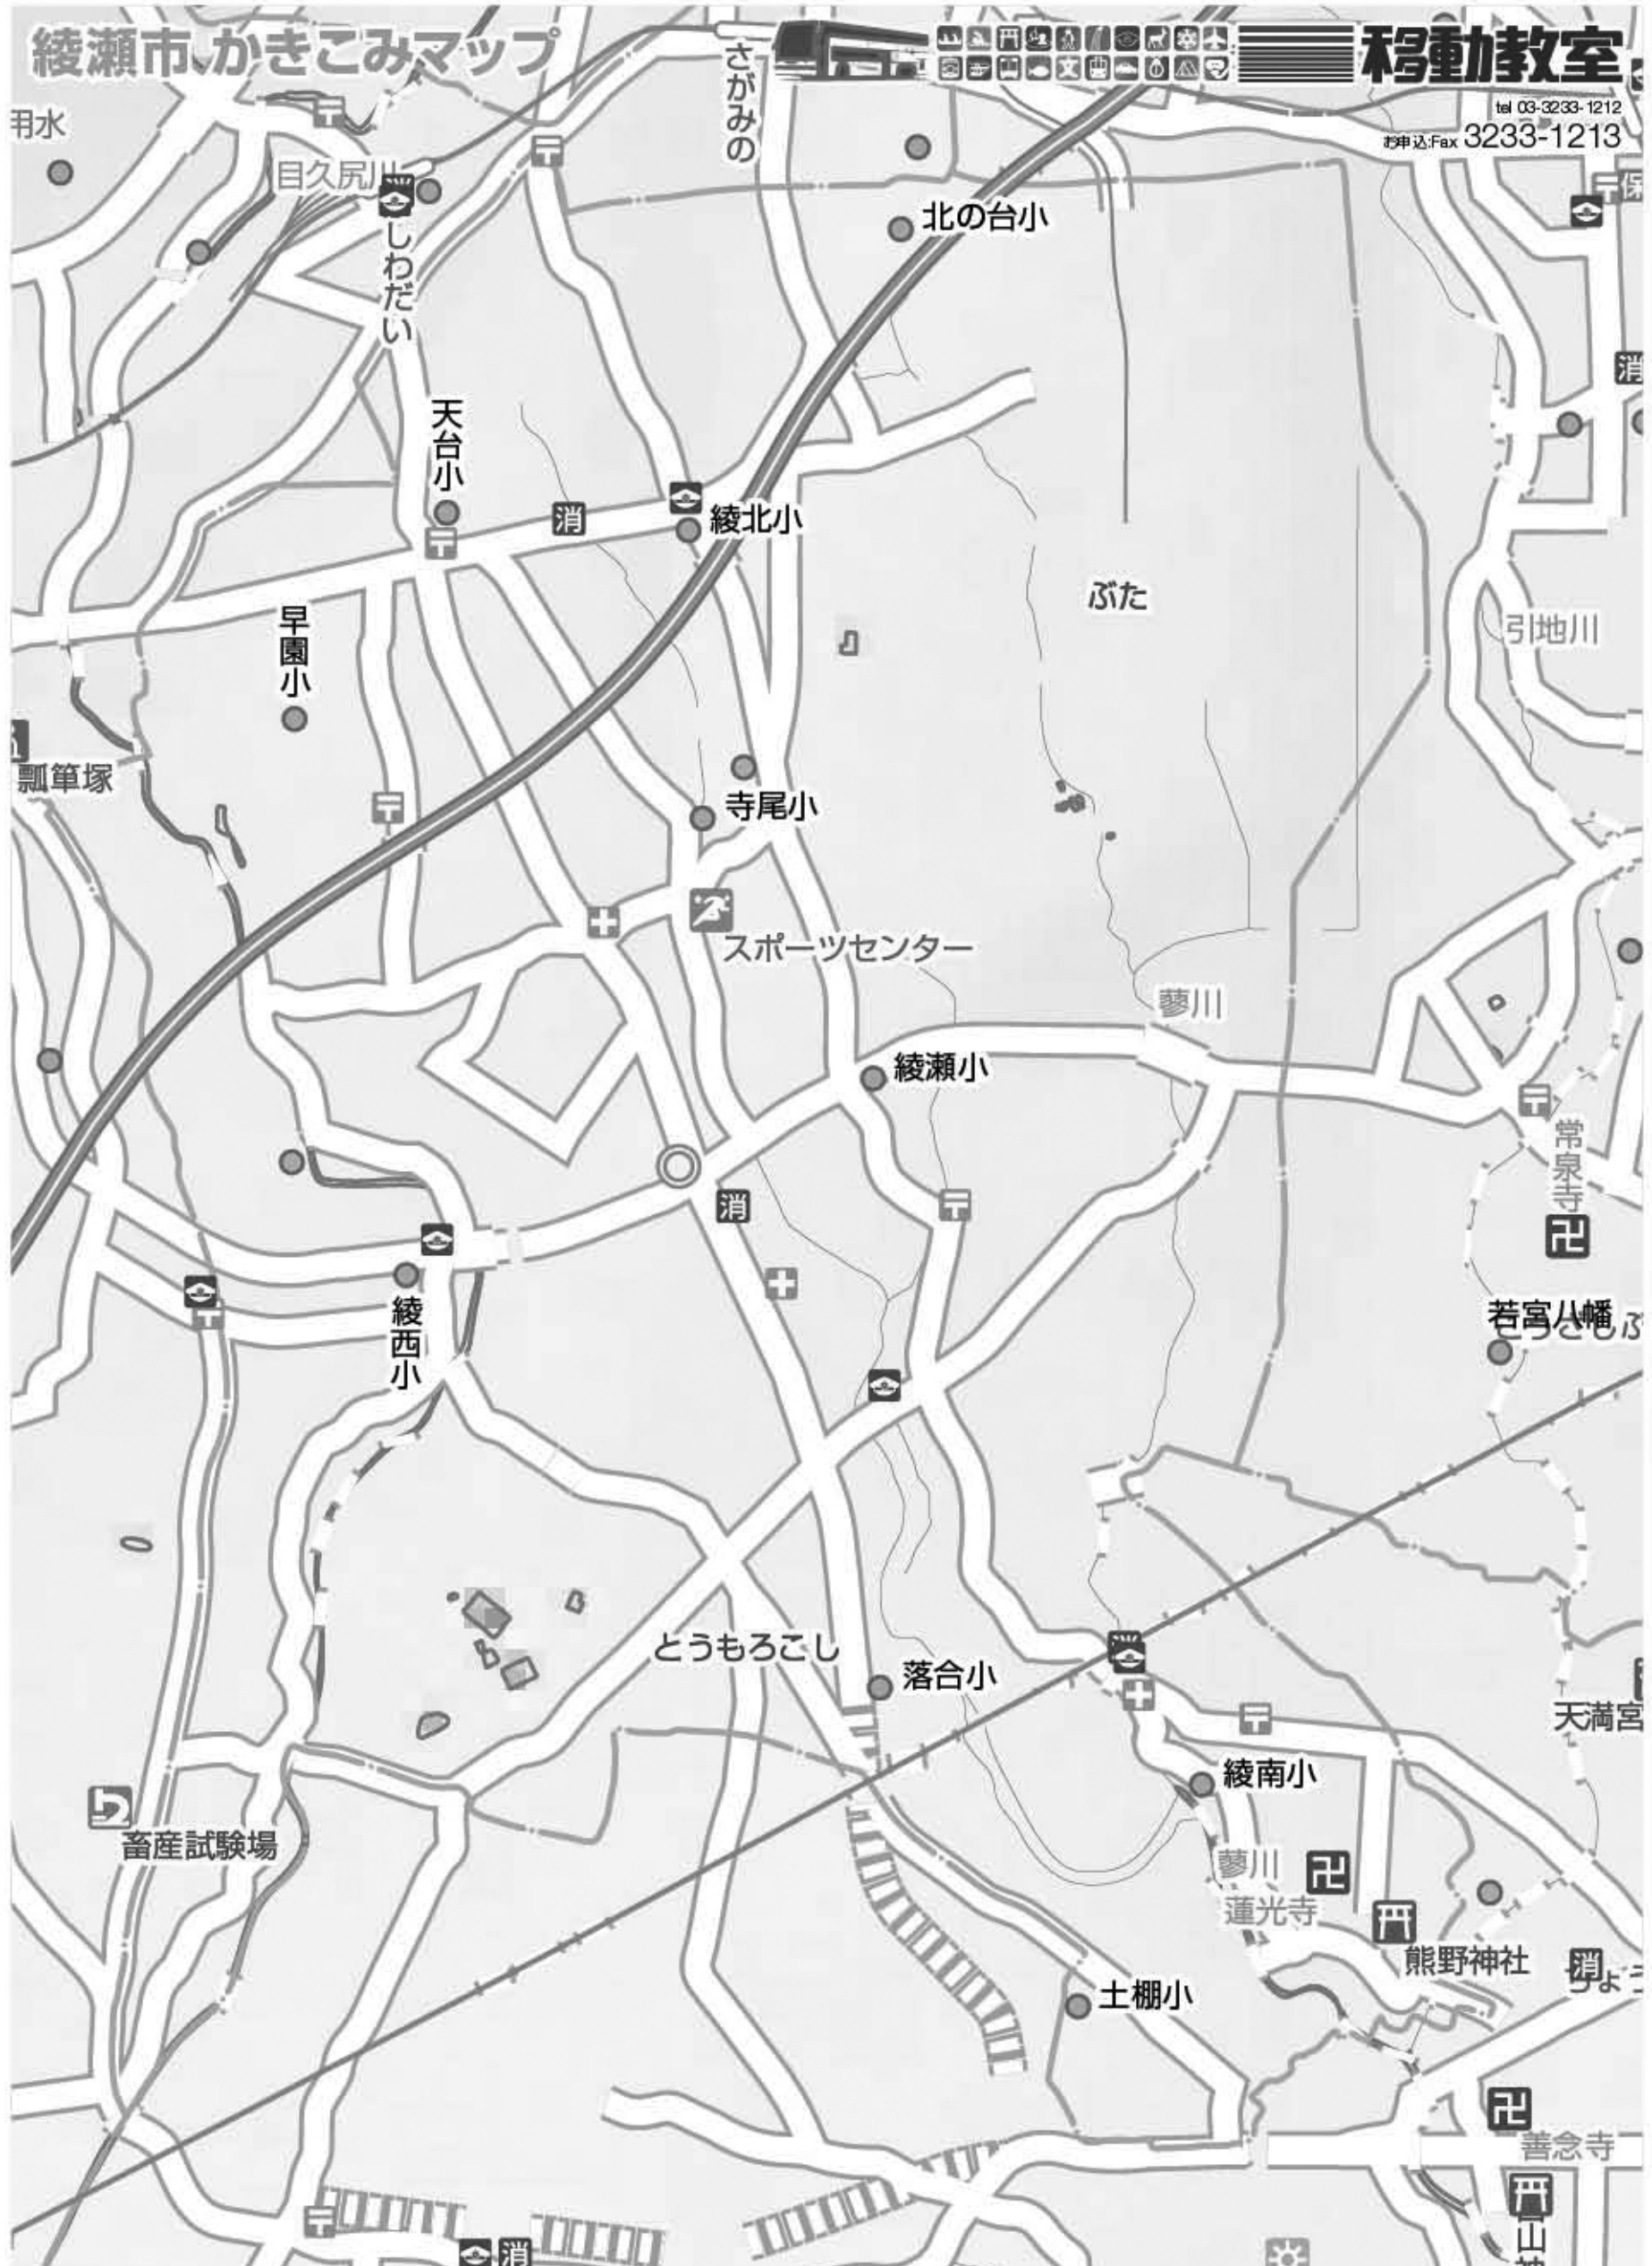 綾瀬市 かきこみマップ
移動教室
tel 03-3233-1212
お申込:Fax 3233-1213
さがみの
用水
目久尻川
保
しわだい
北の台小
消
天台小
消
綾北小
ぶた
早園小
引地川
瓢箪塚
寺尾小
スポーツセンター
蓼川
綾瀬小
常泉寺
消
若宮八幡
綾西小
とうもろこし
落合小
天満宮
綾南小
畜産試験場
蓼川
蓮光寺
熊野神社
消
土棚小
善念寺
消